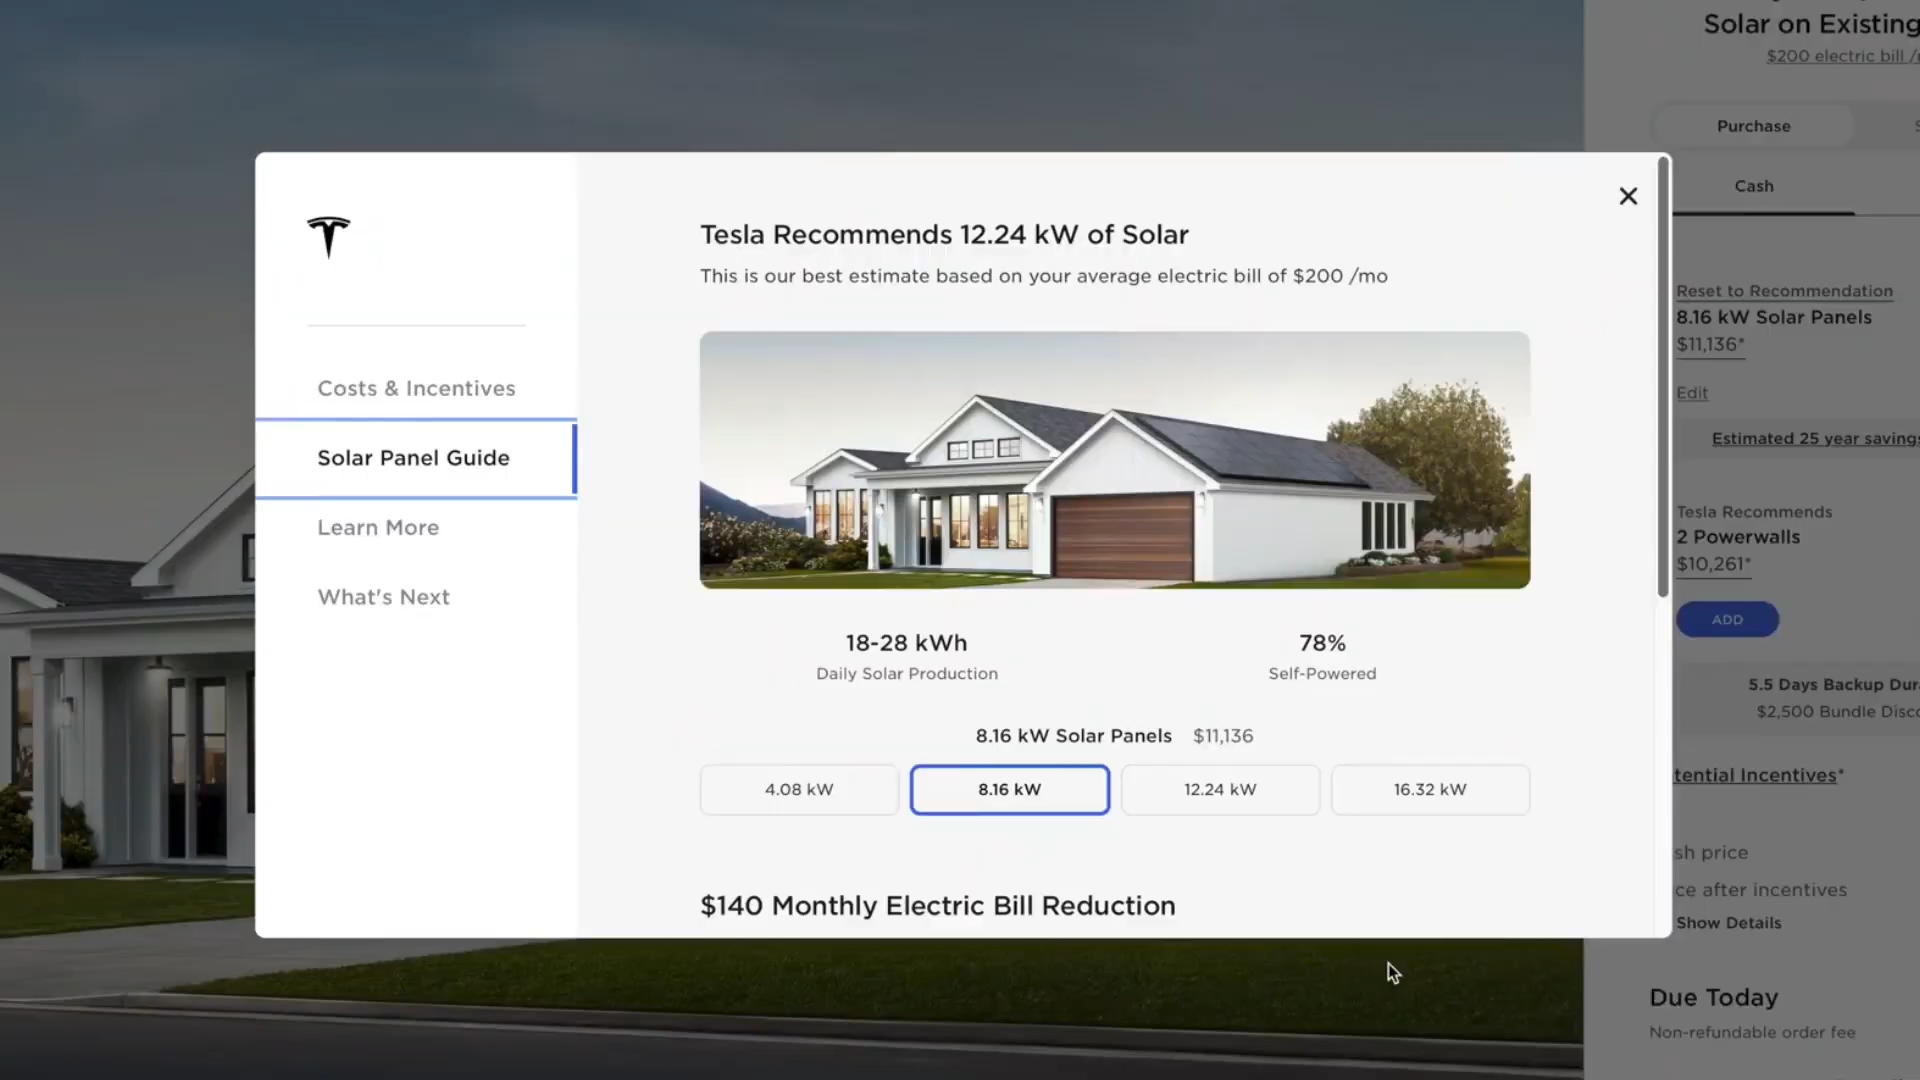 Solar on Existing
$200 electric bill
Purchase
Cash
Tesla Recommends 12.24 kW of Solar
This is our best estimate based on your average electric bill of $200 /mo
Costs & Incentives
Solar Panel Guide
Learn More
What's Next
18-28 kWh
Daily Solar Production
78%
Self-Powered
8.16 kW Solar Panels $11,136
4.08 kW
8.16 kW
12.24 kW
16.32 kW
$140 Monthly Electric Bill Reduction
Reset to Recommendation
8.16 kW Solar Panels
$11,136*
Edit
Estimated 25 year savings
Tesla Recommends
2 Powerwalls
$10,261*
ADD
5.5 Days Backup Dura
$2,500 Bundle Disco
tential Incentives*
sh price
ce after incentives
Show Details
Due Today
Non-refundable order fee